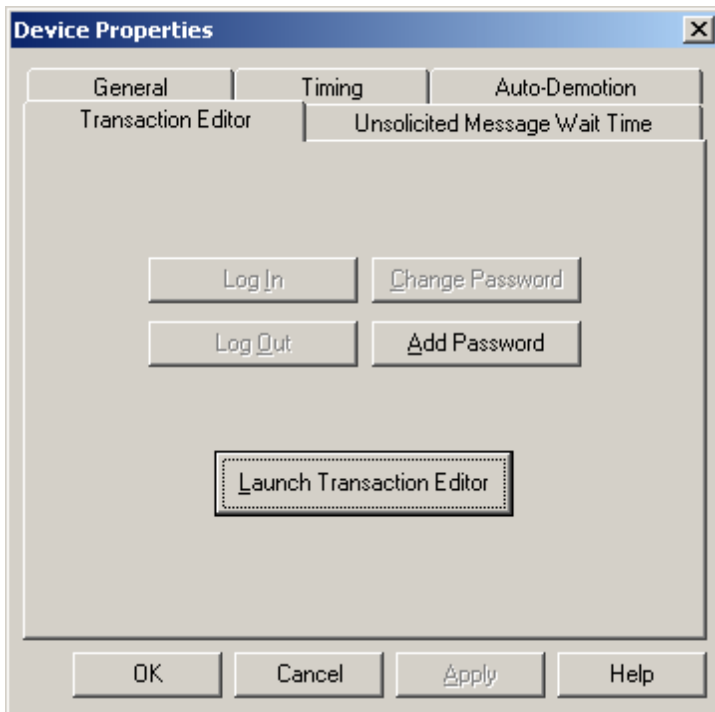 Device Properties
General Timing Auto-Demotion
Transaction Editor Unsolicited Message Wait Time
Log In Change Password
Log Out Add Password
Launch Transaction Editor
OK Cancel Apply Help